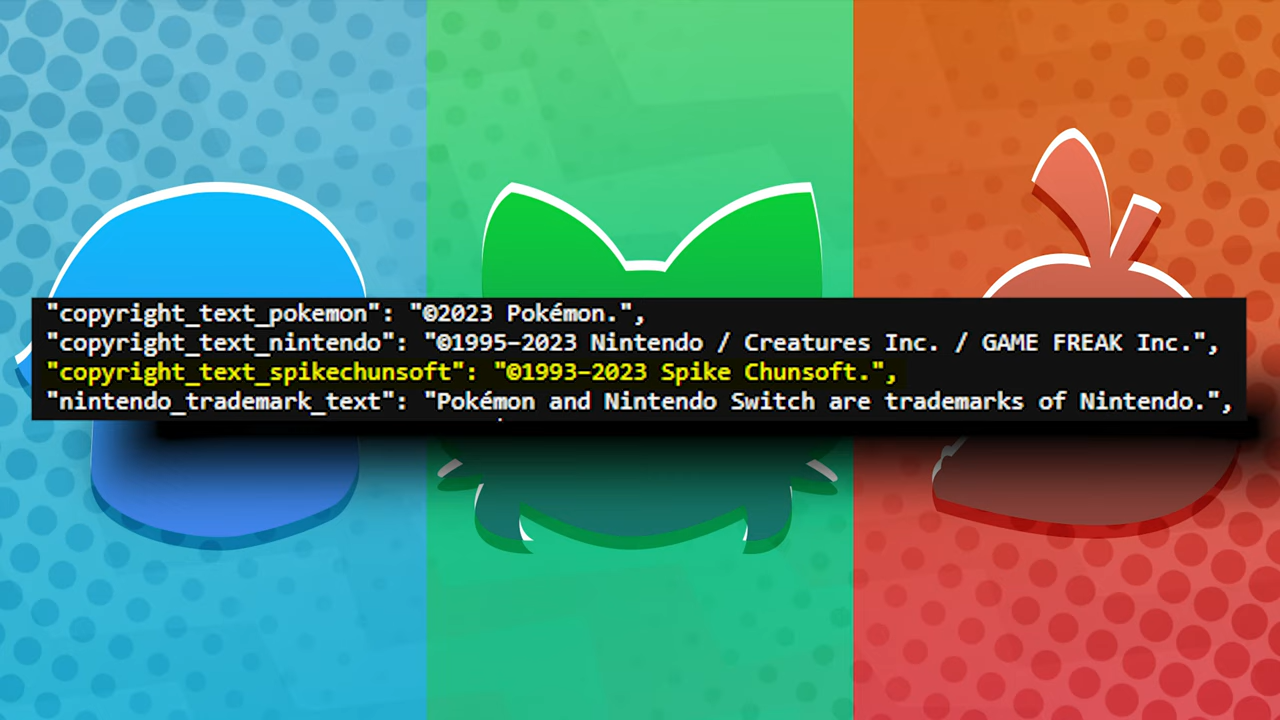 "copyright_text_pokemon": "©2023 Pokémon.",
"copyright_text_nintendo": "©1995–2023 Nintendo / Creatures Inc. / GAME FREAK Inc.",
"copyright_text_spikechunsoft": "©1993–2023 Spike Chunsoft.",
"nintendo_trademark_text": "Pokémon and Nintendo Switch are trademarks of Nintendo.",